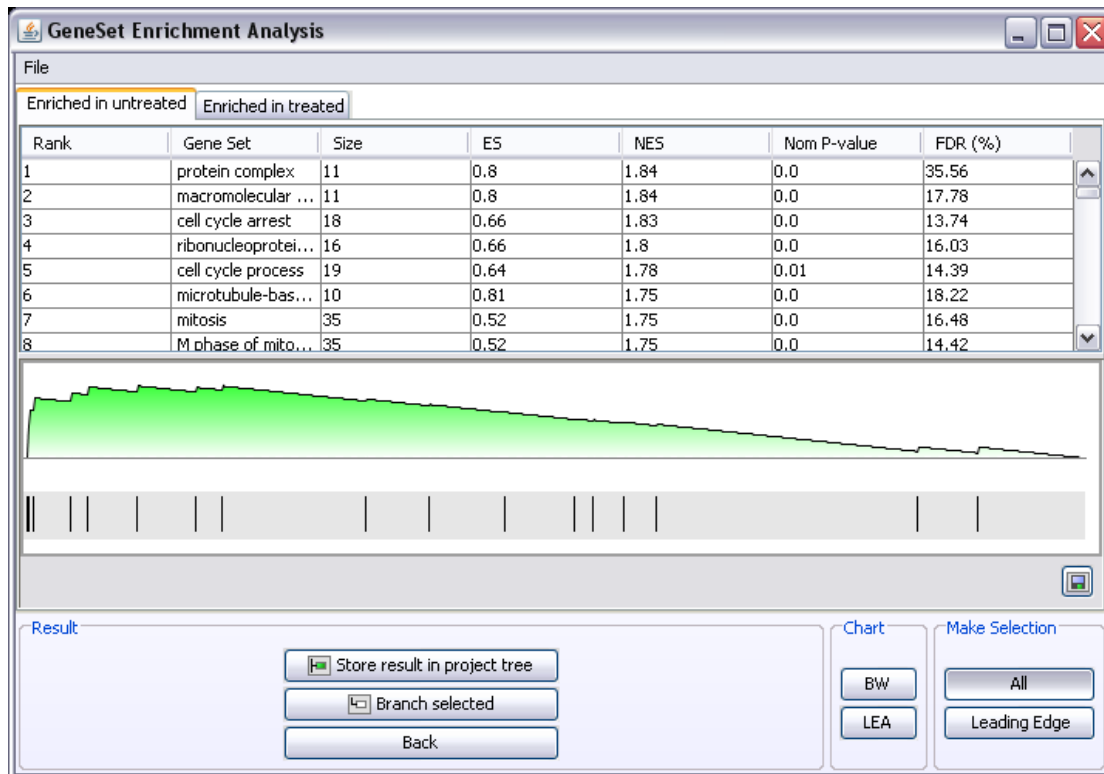 GeneSet Enrichment Analysis
File
Enriched in untreated Enriched in treated
Rank Gene Set Size ES NES Nom P-value FDR (%)
1 protein complex 11 0.8 1.84 0.0 35.56
2 macromolecular ... 11 0.8 1.84 0.0 17.78
3 cell cycle arrest 18 0.66 1.83 0.0 13.74
4 ribonucleoprotei... 16 0.66 1.8 0.0 16.03
5 cell cycle process 19 0.64 1.78 0.01 14.39
6 microtubule-bas... 10 0.81 1.75 0.0 18.22
7 mitosis 35 0.52 1.75 0.0 16.48
8 M phase of mito... 35 0.52 1.75 0.0 14.42
Result Chart Make Selection
Store result in project tree
BW All
Branch selected
LEA Leading Edge
Back